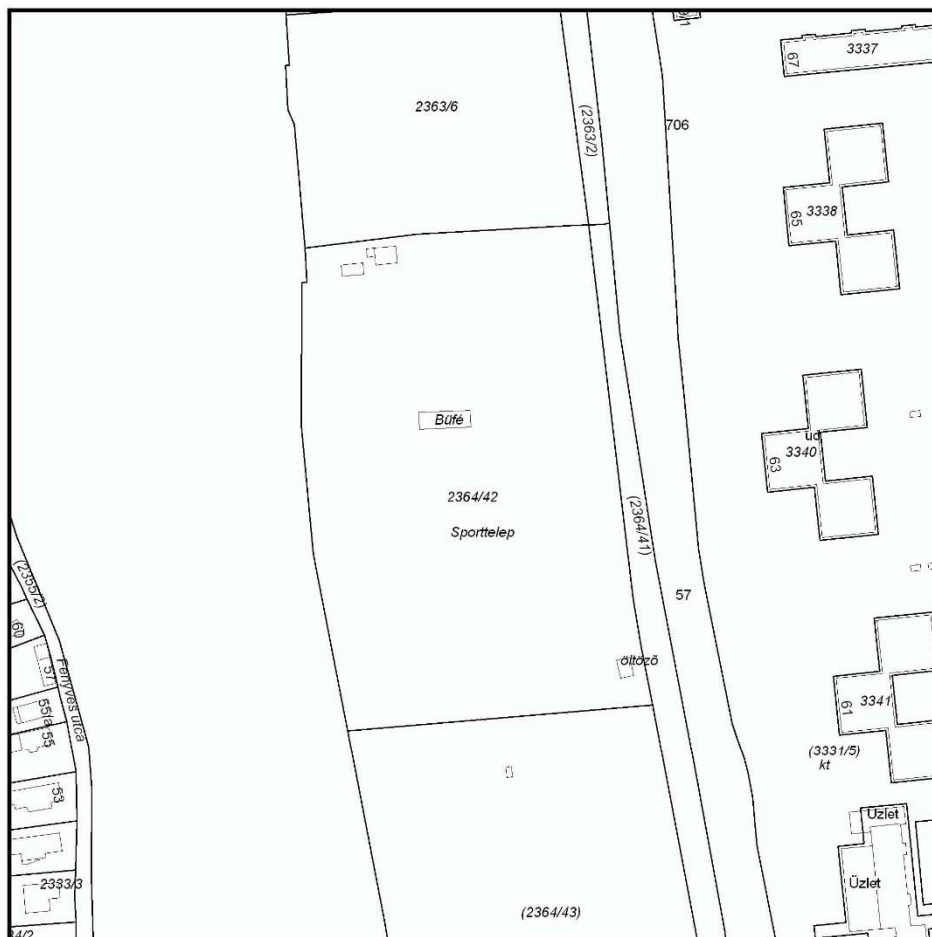 3337
67
2363/6
(2363/2)
706
3338
65
Büfé
üd
3340
63
2364/42
(2364/41)
Sporttelep
(2355/2)
57
60
öltöző
Fenyves utca
57
3341
61
55/a
55
(3331/5)
kt
53
Üzlet
Üzlet
2333/3
(2364/43)